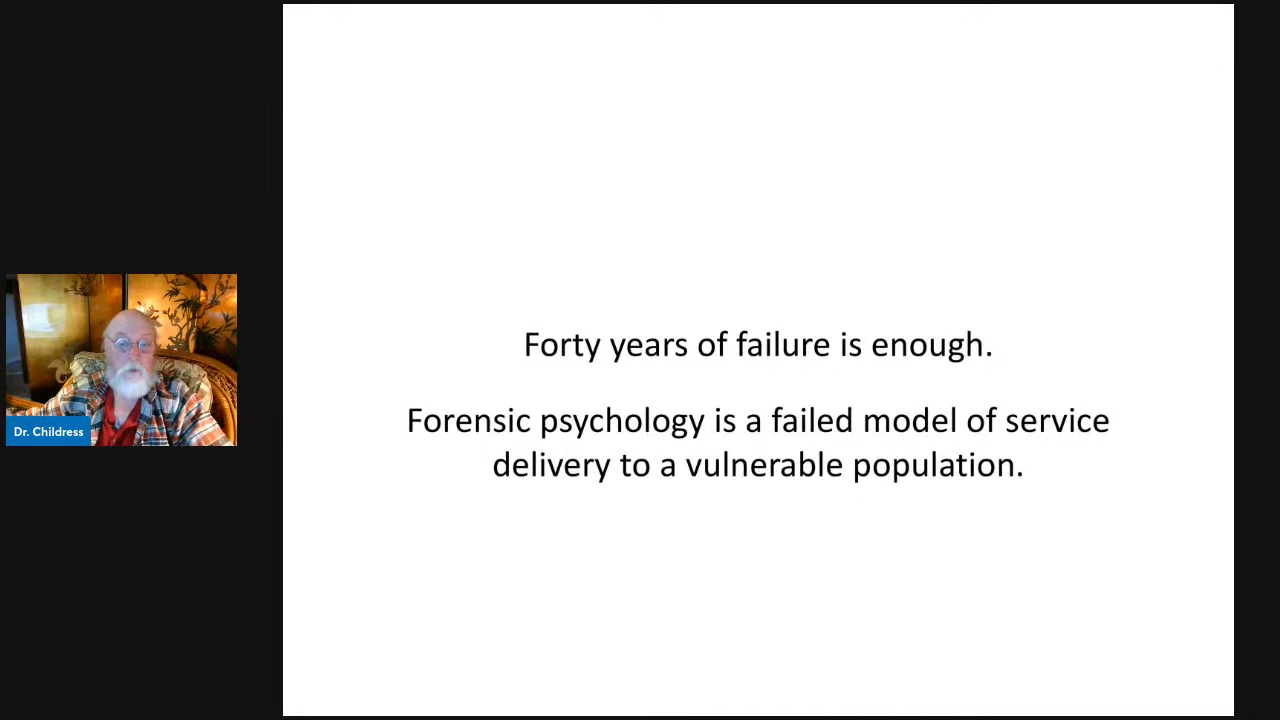 Forty years of failure is enough.
Forensic psychology is a failed model of service
delivery to a vulnerable population.
Dr. Childress